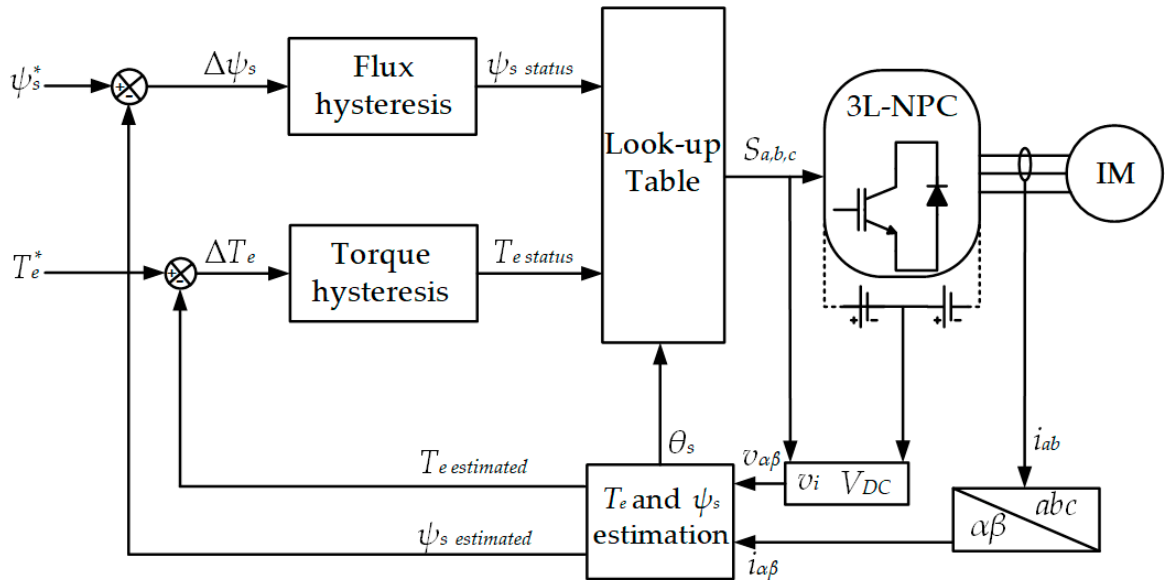 ψs*
+
-
Δψs
Flux
hysteresis
ψs status
Look-up
Table
Sa,b,c
3L-NPC
IM
Te*
+
-
ΔTe
Torque
hysteresis
Te status
+
-
+
-
θs
Te estimated
ψs estimated
Te and ψs
estimation
vαβ
vi VDC
iαβ
iab
abc
αβ